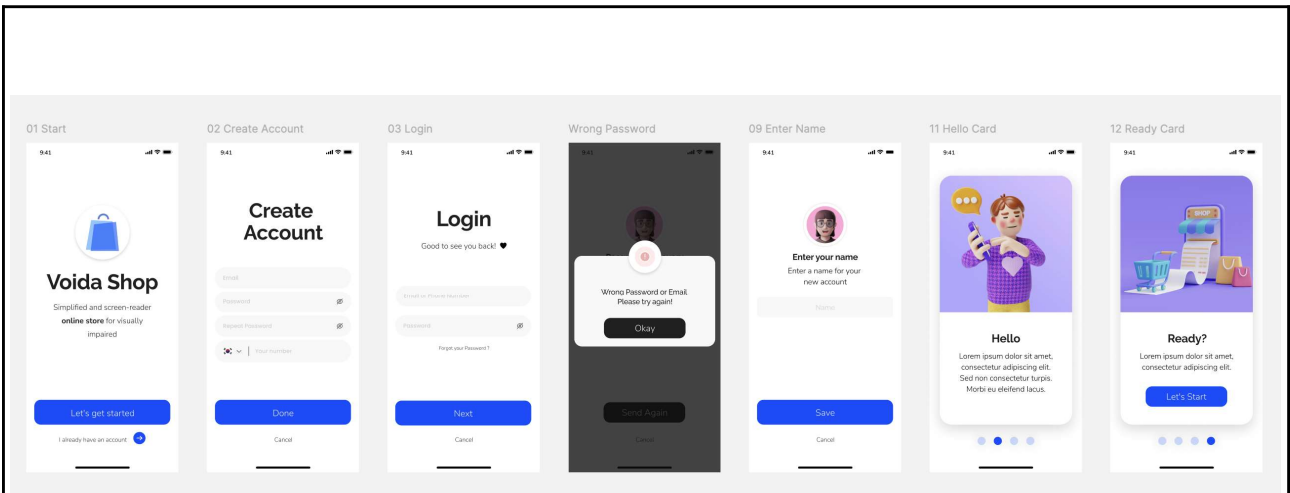 01 Start
9:41
Voida Shop
Simplified and screen-reader
online store for visually
impaired
Let's get started
I already have an account
02 Create Account
9:41
Create
Account
Email
Password
Repeat Password
Your number
Done
Cancel
03 Login
9:41
Login
Good to see you back!
Email or Phone Number
Password
Forgot your Password ?
Next
Cancel
Wrong Password
9:41
Wrong Password or Email
Please try again!
Okay
Send Again
Cancel
09 Enter Name
9:41
Enter your name
Enter a name for your
new account
Name
Save
Cancel
11 Hello Card
9:41
Hello
Lorem ipsum dolor sit amet,
consectetur adipiscing elit.
Sed non consectetur turpis.
Morbi eu eleifend lacus.
12 Ready Card
9:41
SHOP
Ready?
Lorem ipsum dolor sit amet,
consectetur adipiscing elit.
Let's Start